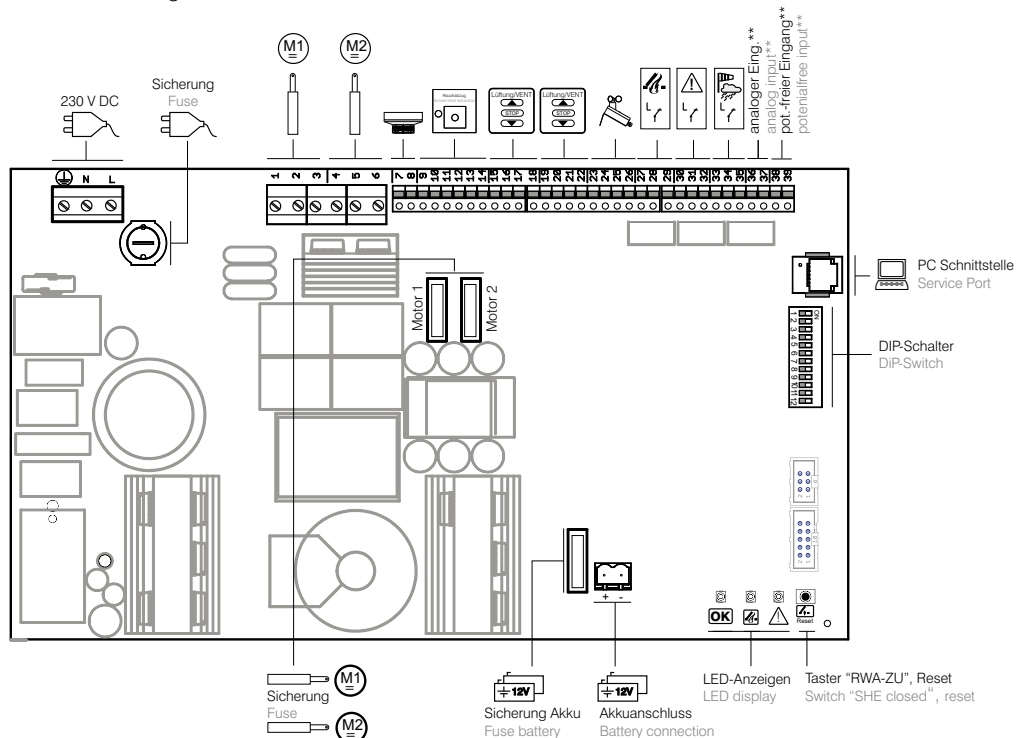 M1
=
M2
=
Sicherung
Fuse
230 V DC
Rauchabzug
Lüftung/VENT
STOP
Lüftung/VENT
STOP
analoger Eing.**
analog input**
pot.-freier Eingang**
potenialfree input**
N L
1 2 3 4 5 6
7 8 9 10 11 12 13 14 15 16 17 18 19 20 21 22 23 24 25 26 27 28 29 30 31 32 33 34 35 36 37 38 39
Motor 1
Motor 2
PC Schnittstelle
Service Port
ON
1 2 3 4 5 6 7 8 9 10 11 12
DIP-Schalter
DiP-Switch
+ -
OK
Reset
M1
=
Sicherung
Fuse
M2
=
12V
Sicherung Akku
Fuse battery
12V
Akkuanschluss
Battery connection
LED-Anzeigen
LED display
Taster “RWA-ZU”, Reset
Switch “SHE closed“, reset